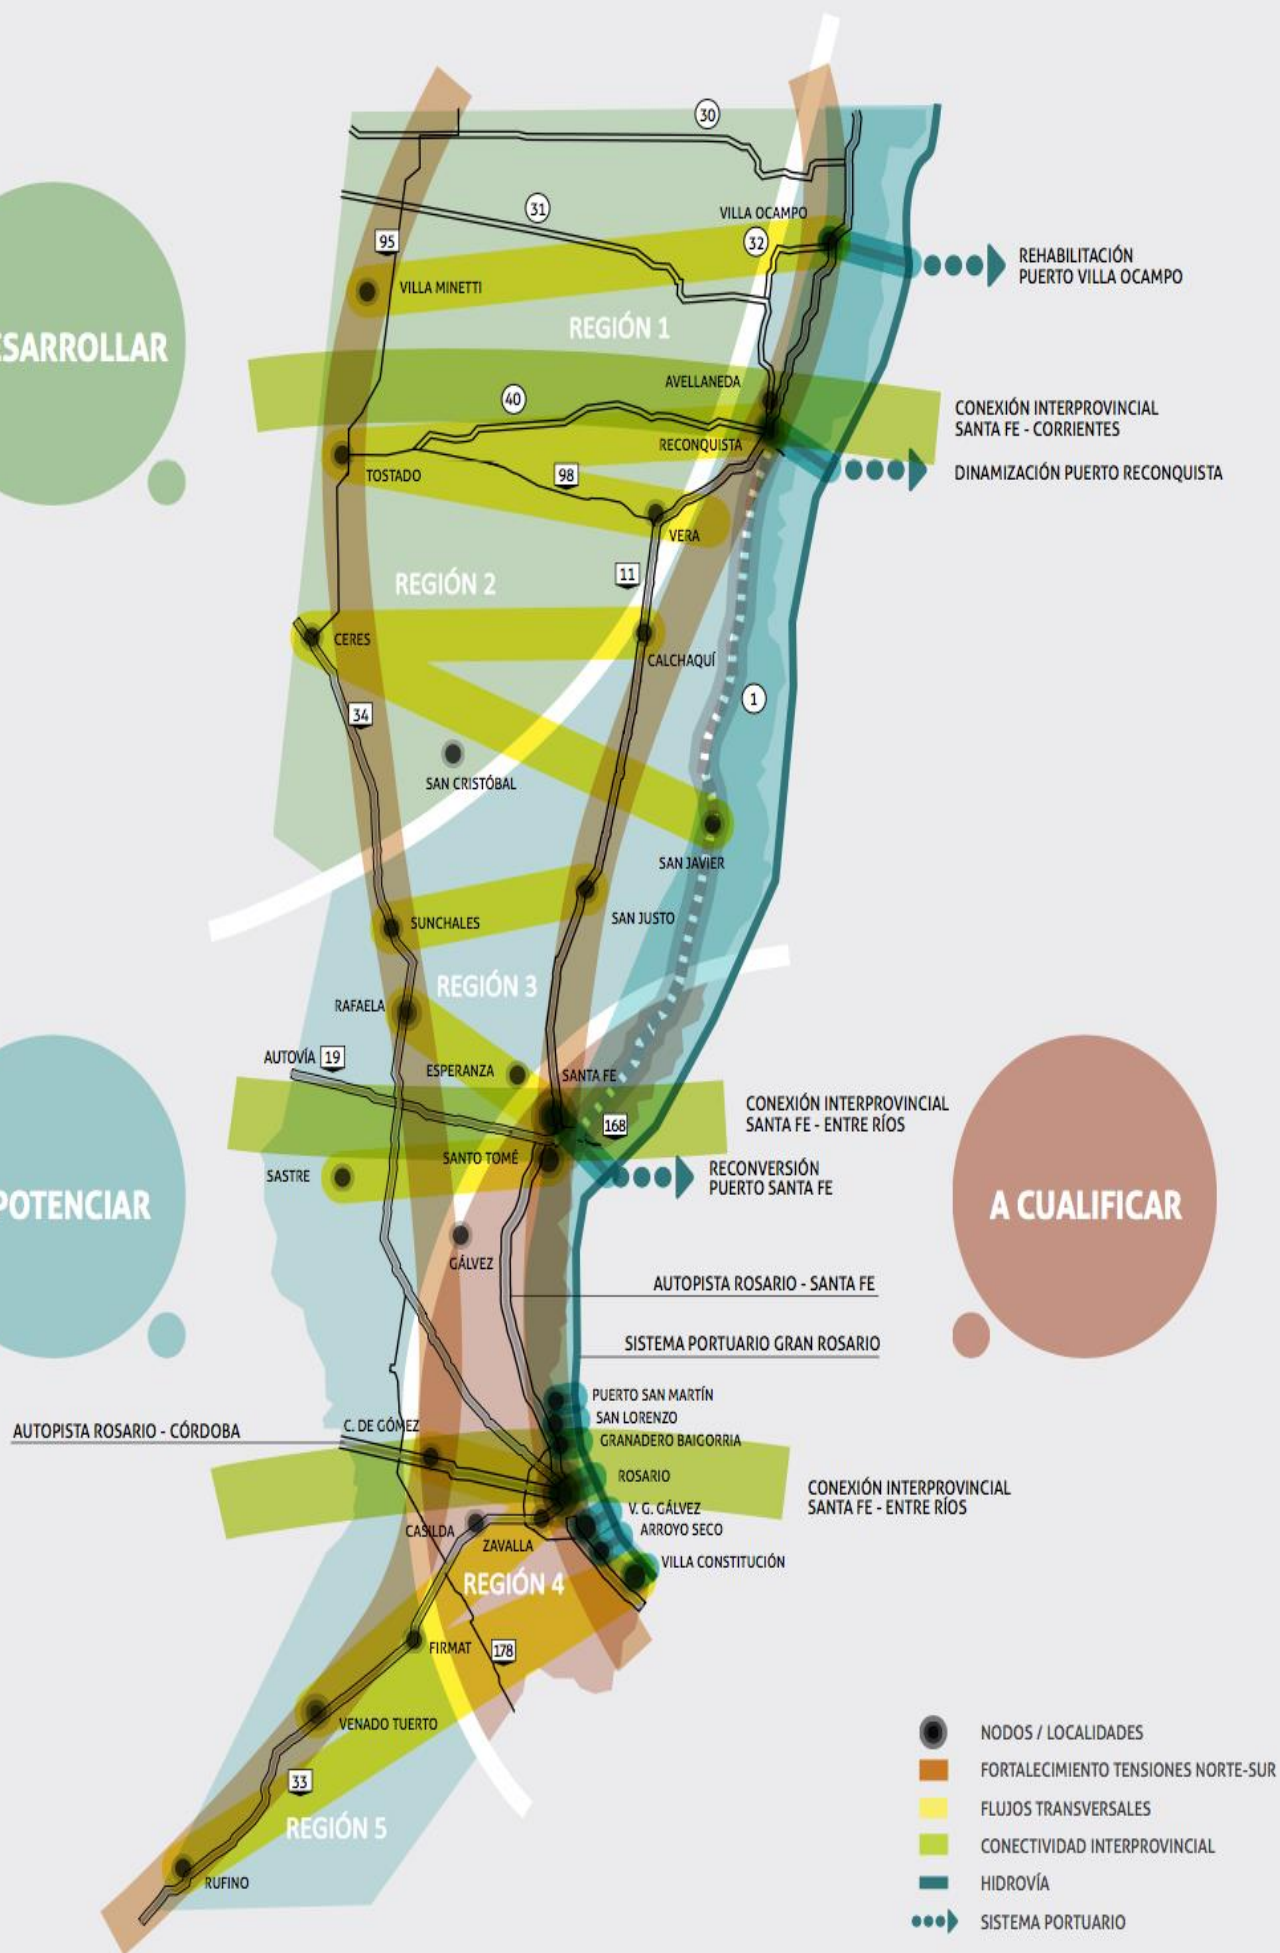 30
31
VILLA OCAMPO
95
32
REHABILITACIÓN
PUERTO VILLA OCAMPO
VILLA MINETTI
REGIÓN 1
ESARROLLAR
AVELLANEDA
40
CONEXIÓN INTERPROVINCIAL
SANTA FE - CORRIENTES
RECONQUISTA
TOSTADO
98
DINAMIZACIÓN PUERTO RECONQUISTA
VERA
11
REGIÓN 2
CERES
CALCHAQUÍ
1
34
SAN CRISTÓBAL
SAN JAVIER
SUNCHALES
SAN JUSTO
REGIÓN 3
RAFAELA
AUTOVÍA 19
ESPERANZA
SANTA FE
CONEXIÓN INTERPROVINCIAL
SANTA FE - ENTRE RÍOS
168
SANTO TOMÉ
SASTRE
RECONVERSIÓN
PUERTO SANTA FE
POTENCIAR
A CUALIFICAR
GÁLVEZ
AUTOPISTA ROSARIO - SANTA FE
SISTEMA PORTUARIO GRAN ROSARIO
PUERTO SAN MARTÍN
SAN LORENZO
AUTOPISTA ROSARIO - CÓRDOBA
C. DE GÓMEZ
GRANADERO BAIGORRIA
ROSARIO
CONEXIÓN INTERPROVINCIAL
SANTA FE - ENTRE RÍOS
V. G. GÁLVEZ
ARROYO SECO
CASILDA
ZAVALLA
VILLA CONSTITUCIÓN
REGIÓN 4
FIRMAT
178
VENADO TUERTO
33
REGIÓN 5
RUFINO
NODOS / LOCALIDADES
FORTALECIMIENTO TENSIONES NORTE-SUR
FLUJOS TRANSVERSALES
CONECTIVIDAD INTERPROVINCIAL
HIDROVÍA
SISTEMA PORTUARIO